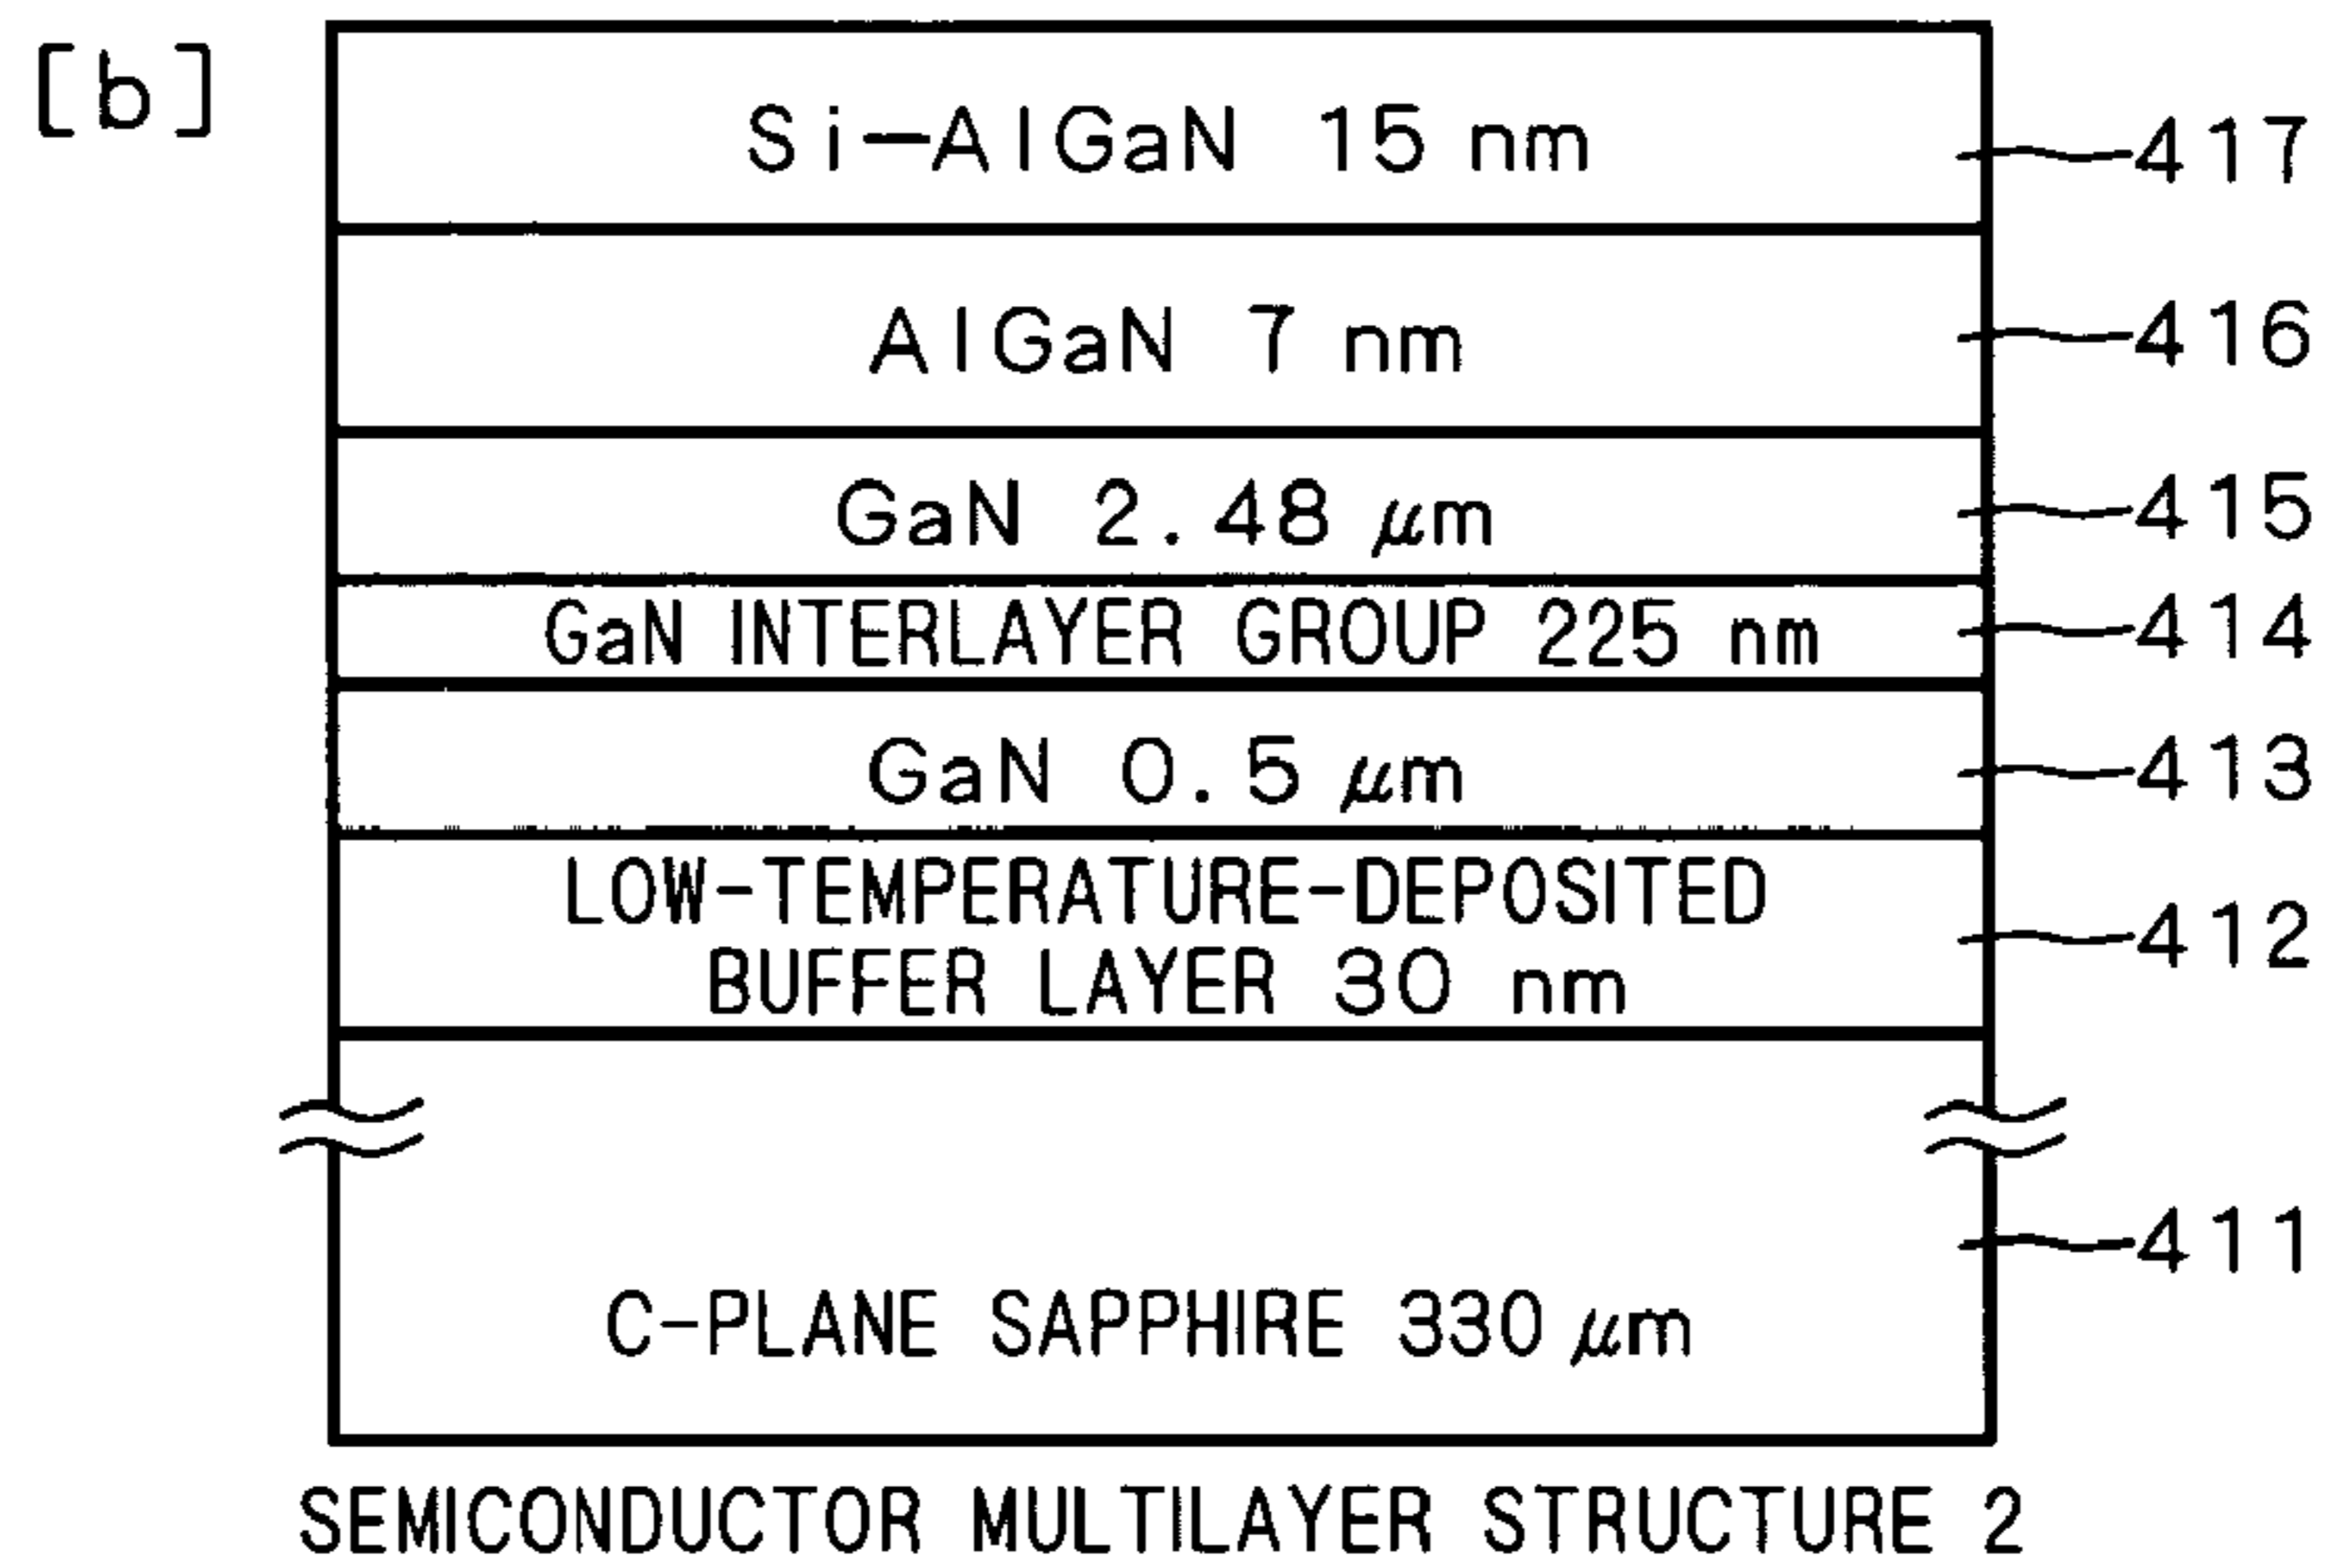 [b]
Si-AlGaN 15 nm
417
AlGaN 7 nm
416
GaN 2.48 μm
415
GaN INTERLAYER GROUP 225 nm
414
GaN 0.5 μm
413
LOW-TEMPERATURE-DEPOSITED
BUFFER LAYER 30 nm
412
411
C-PLANE SAPPHIRE 330 μm
SEMICONDUCTOR MULTILAYER STRUCTURE 2